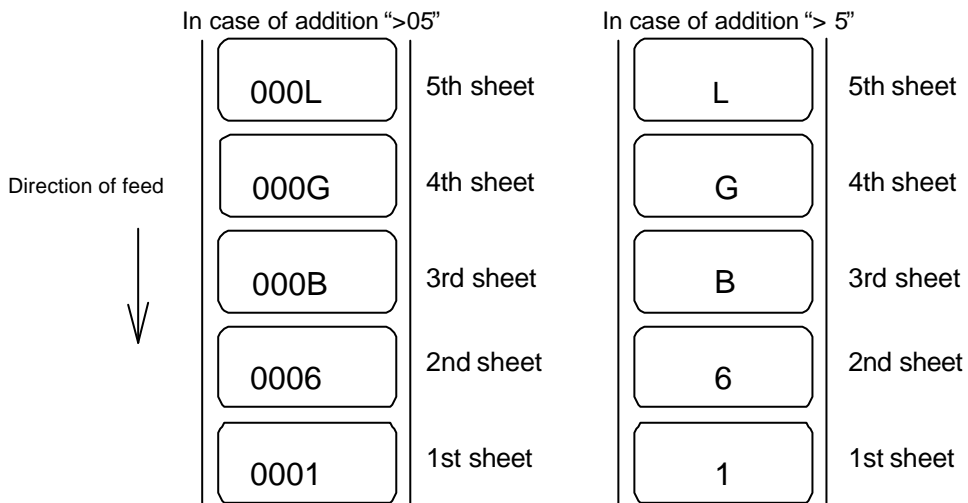 In case of addition “>05”
000L 5th sheet
000G 4th sheet
000B 3rd sheet
0006 2nd sheet
0001 1st sheet
Direction of feed
In case of addition “> 5”
L 5th sheet
G 4th sheet
B 3rd sheet
6 2nd sheet
1 1st sheet